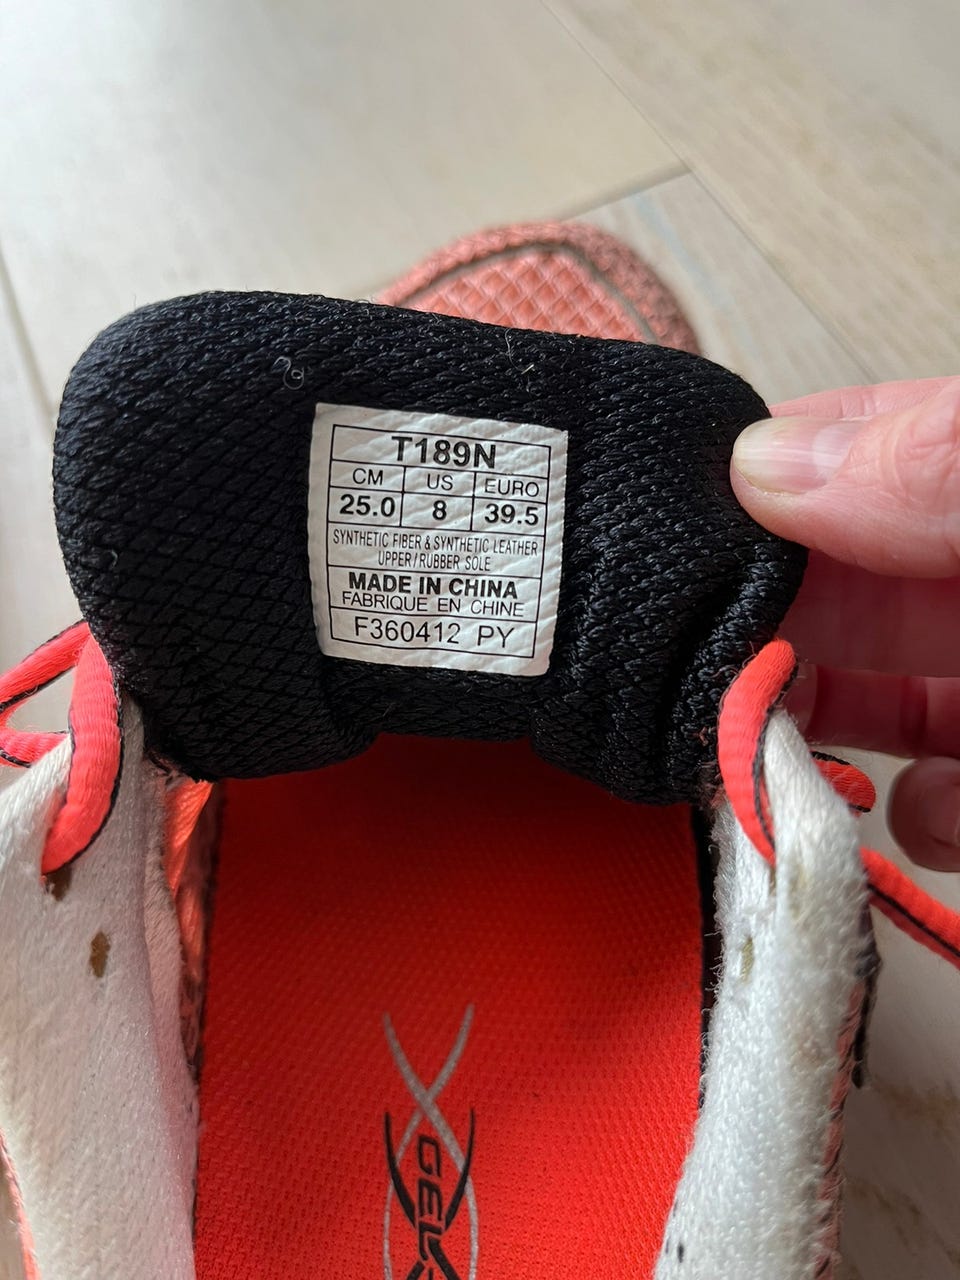 T189N
CM US EURO
25.0 8 39.5
SYNTHETIC FIBER & SYNTHETIC LEATHER
UPPER/RUBBER SOLE
MADE IN CHINA
FABRIQUE EN CHINE
F360412 PY
GEL